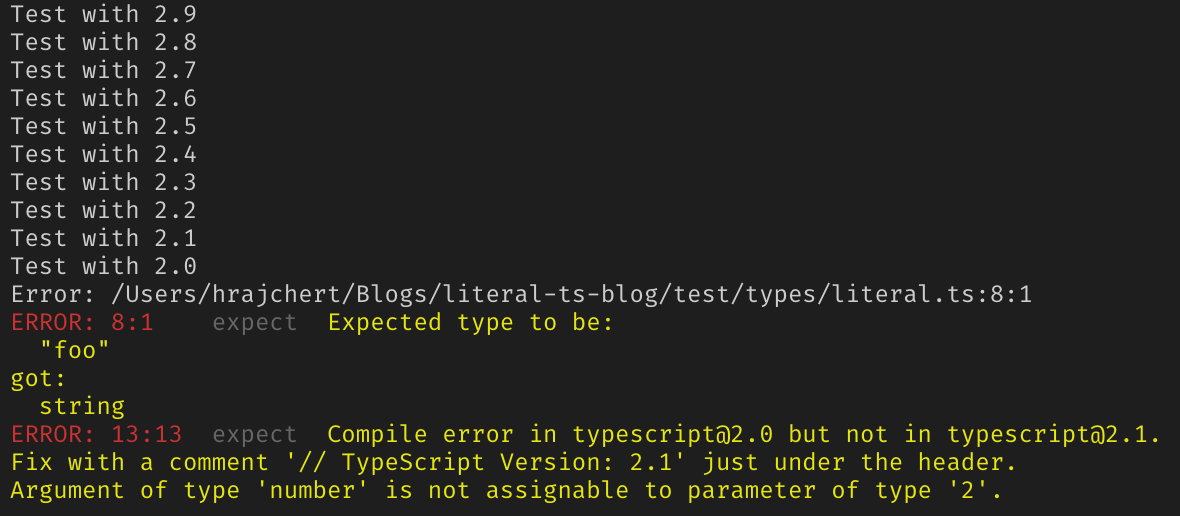 Test with 2.9
Test with 2.8
Test with 2.7
Test with 2.6
Test with 2.5
Test with 2.4
Test with 2.3
Test with 2.2
Test with 2.1
Test with 2.0
Error: /Users/hrajchert/Blogs/literal-ts-blog/test/types/literal.ts:8:1
ERROR: 8:1    expect  Expected type to be:
  "foo"
got:
  string
ERROR: 13:13  expect  Compile error in typescript@2.0 but not in typescript@2.1.
Fix with a comment '// TypeScript Version: 2.1' just under the header.
Argument of type 'number' is not assignable to parameter of type '2'.